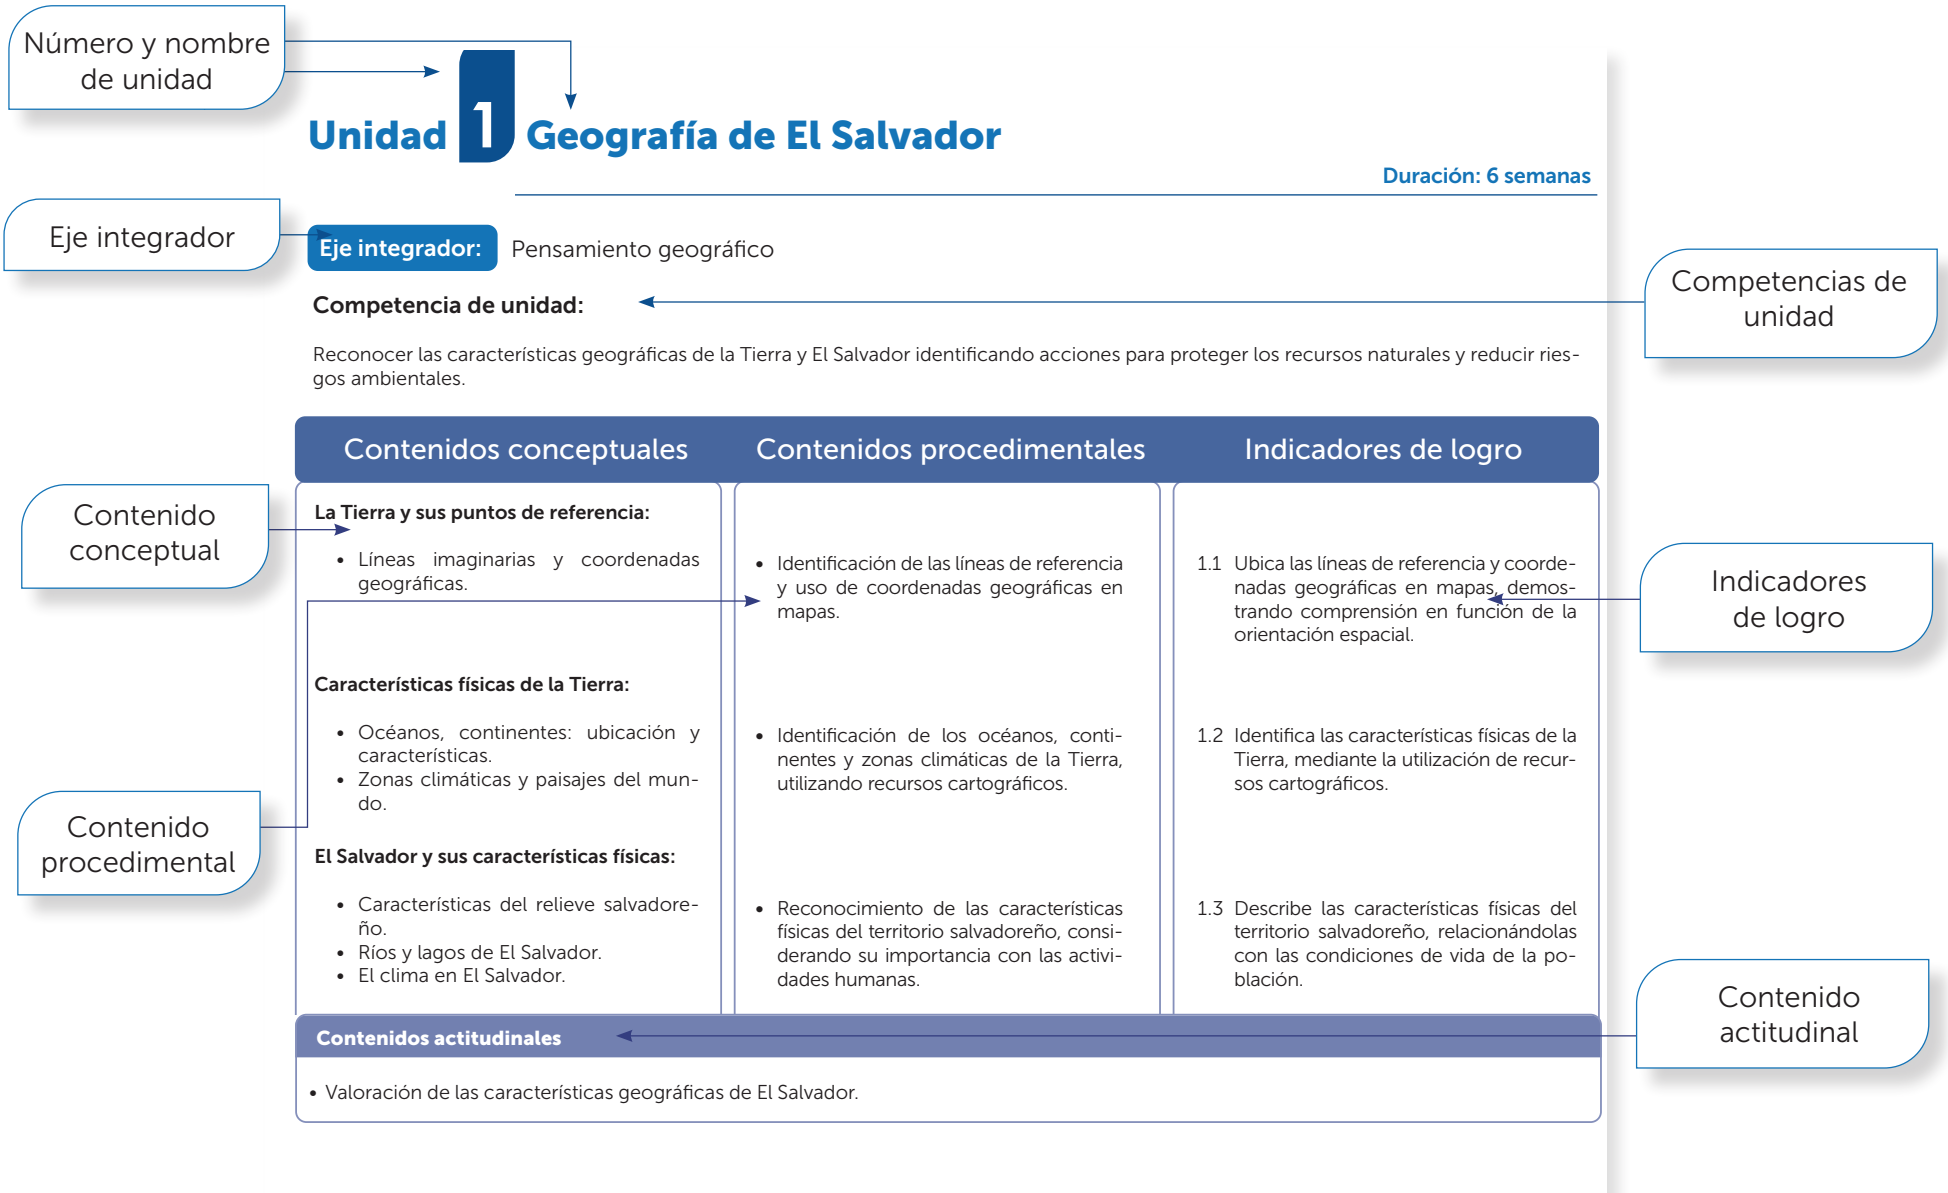 Número y nombre
de unidad
Unidad 1 Geografía de El Salvador
Duración: 6 semanas
Eje integrador
Eje integrador: Pensamiento geográfico
Competencias de
unidad
Competencia de unidad:
Reconocer las características geográficas de la Tierra y El Salvador identificando acciones para proteger los recursos naturales y reducir ries-
gos ambientales.
Contenidos conceptuales
Contenidos procedimentales
Indicadores de logro
Contenido
conceptual
La Tierra y sus puntos de referencia:
• Líneas imaginarias y coordenadas
geográficas.
• Identificación de las líneas de referencia
y uso de coordenadas geográficas en
mapas.
1.1 Ubica las líneas de referencia y coorde-
nadas geográficas en mapas, demos-
trando comprensión en función de la
orientación espacial.
Indicadores
de logro
Características físicas de la Tierra:
• Océanos, continentes: ubicación y
características.
• Zonas climáticas y paisajes del mun-
do.
• Identificación de los océanos, conti-
nentes y zonas climáticas de la Tierra,
utilizando recursos cartográficos.
1.2 Identifica las características físicas de la
Tierra, mediante la utilización de recur-
sos cartográficos.
Contenido
procedimental
El Salvador y sus características físicas:
• Características del relieve salvadore-
ño.
• Ríos y lagos de El Salvador.
• El clima en El Salvador.
• Reconocimiento de las características
físicas del territorio salvadoreño, consi-
derando su importancia con las activi-
dades humanas.
1.3 Describe las características físicas del
territorio salvadoreño, relacionándolas
con las condiciones de vida de la po-
blación.
Contenido
actitudinal
Contenidos actitudinales
• Valoración de las características geográficas de El Salvador.